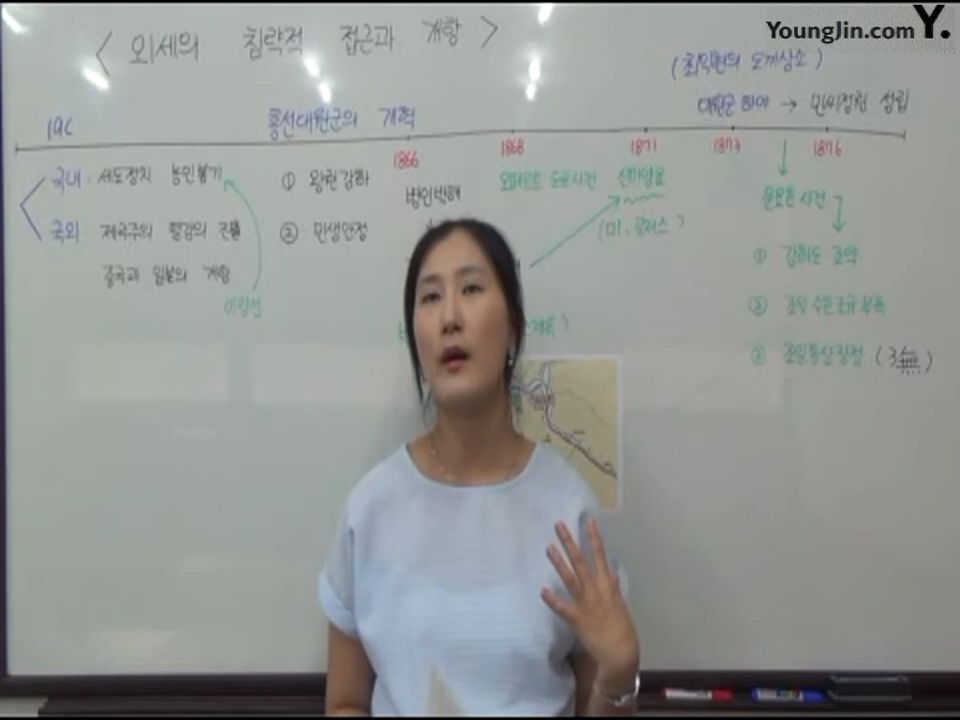 YoungJin.com Y.
< 외세의 침략적 접근과 개항 >
(최익현의 도끼상소)
대원군 하야 → 민씨정권 성립
19C
흥선대원군의 개혁
1866
1868
1871
1873
1876
국내 세도정치 농민봉기
① 왕권강화
병인박해
오페르트 도굴사건
신미양요
(미. 로저스)
운요호 사건
국외 제국주의 열강의 진출
② 민생안정
① 강화도 조약
중국과 일본의 개항
이양선
② 조일수호조규부록
③ 조일통상장정 (3無)